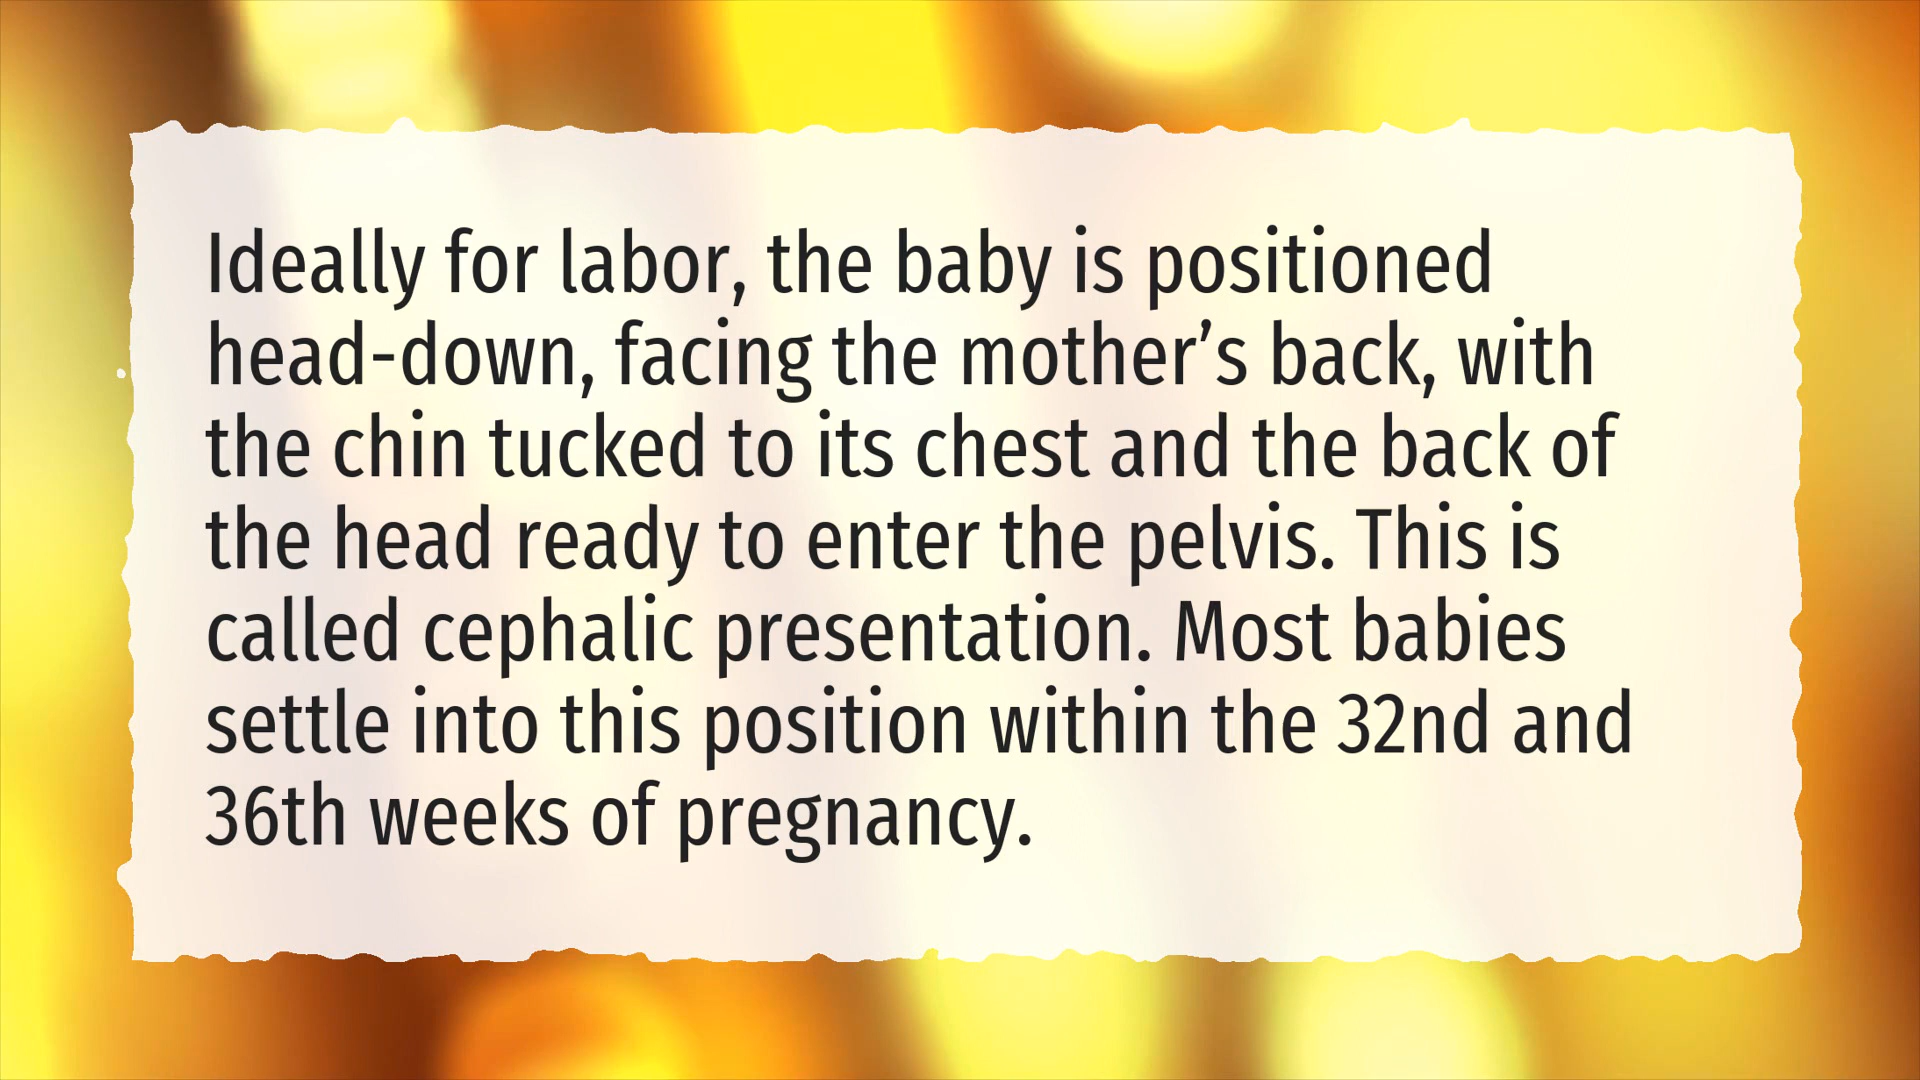 Ideally for labor, the baby is positioned
head-down, facing the mother’s back, with
the chin tucked to its chest and the back of
the head ready to enter the pelvis. This is
called cephalic presentation. Most babies
settle into this position within the 32nd and
36th weeks of pregnancy.